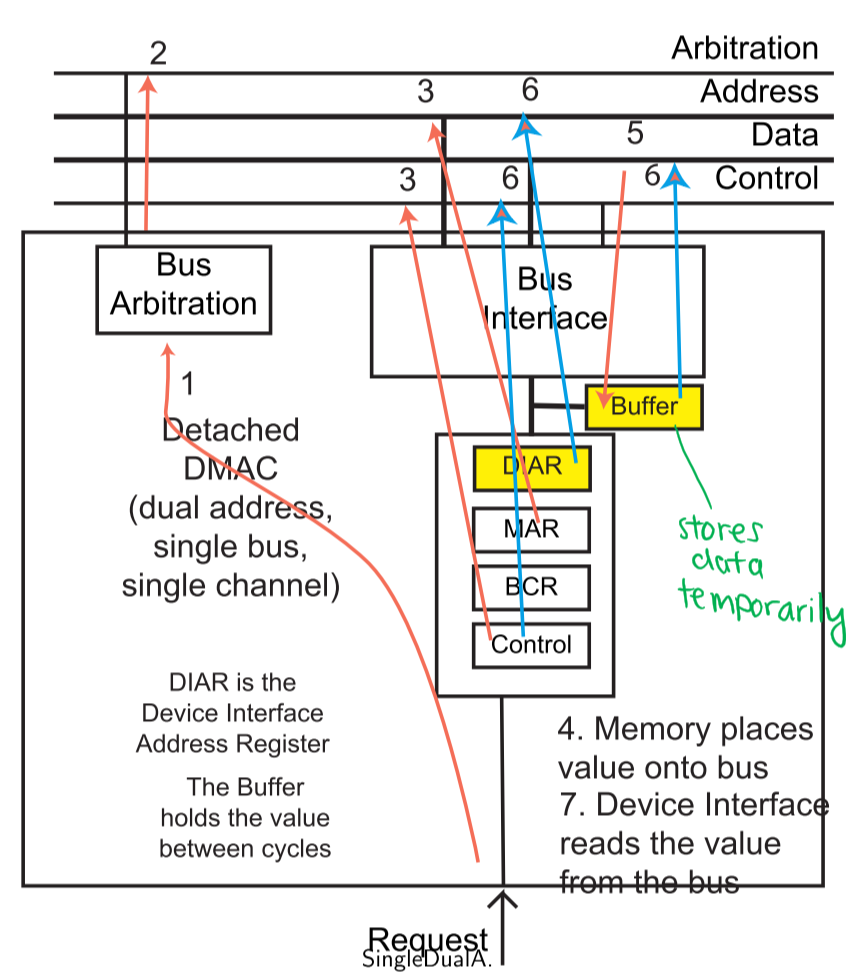 2
Arbitration
3
6
Address
5
Data
3
6
6
Control
Bus
Arbitration
Bus
Interface
1
Buffer
Detached
DMAC
(dual address,
single bus,
single channel)
DIAR
MAR
BCR
Control
stores
data
temporarily
DIAR is the
Device Interface
Address Register
The Buffer
holds the value
between cycles
4. Memory places
value onto bus
7. Device Interface
reads the value
from the bus
Request
SingleDualA.